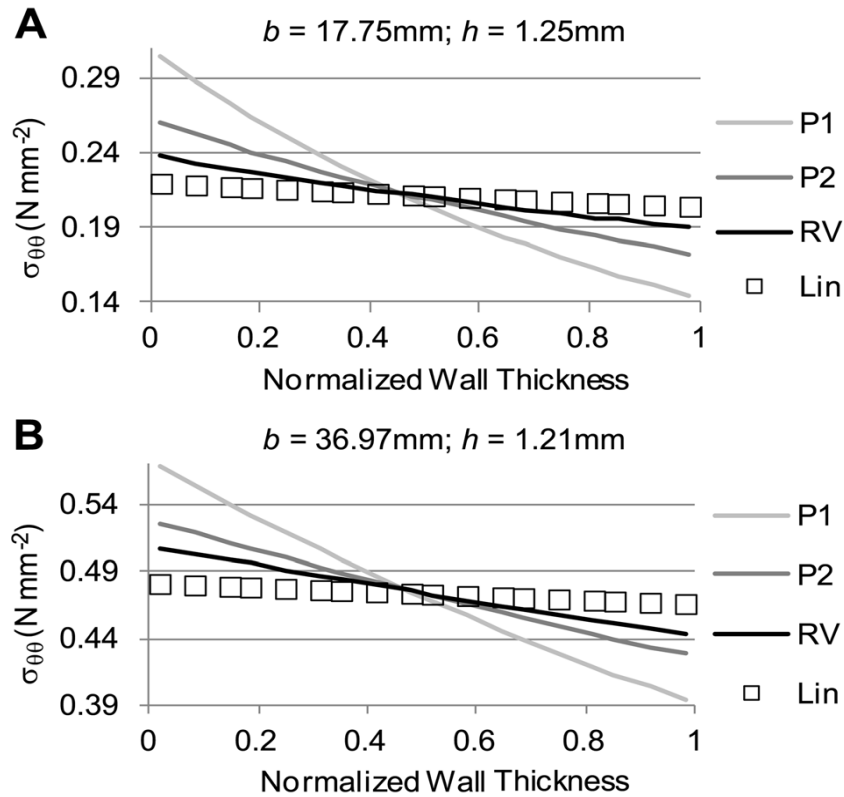 A
b = 17.75mm; h = 1.25mm
0.29
0.24
0.19
0.14
σθθ (N mm-2)
0 0.2 0.4 0.6 0.8 1
Normalized Wall Thickness
P1
P2
RV
Lin
B
b = 36.97mm; h = 1.21mm
0.54
0.49
0.44
0.39
σθθ (N mm-2)
0 0.2 0.4 0.6 0.8 1
Normalized Wall Thickness
P1
P2
RV
Lin